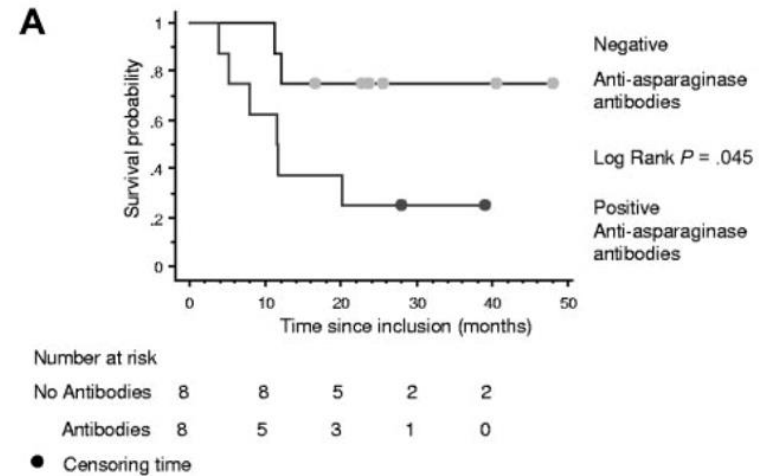 A
Survival probability
1
.8
.6
.4
.2
0
0 10 20 30 40 50
Time since inclusion (months)
Negative
Anti-asparaginase
antibodies
Log Rank P = .045
Positive
Anti-asparaginase
antibodies
Number at risk
No Antibodies 8 8 5 2 2
Antibodies 8 5 3 1 0
Censoring time